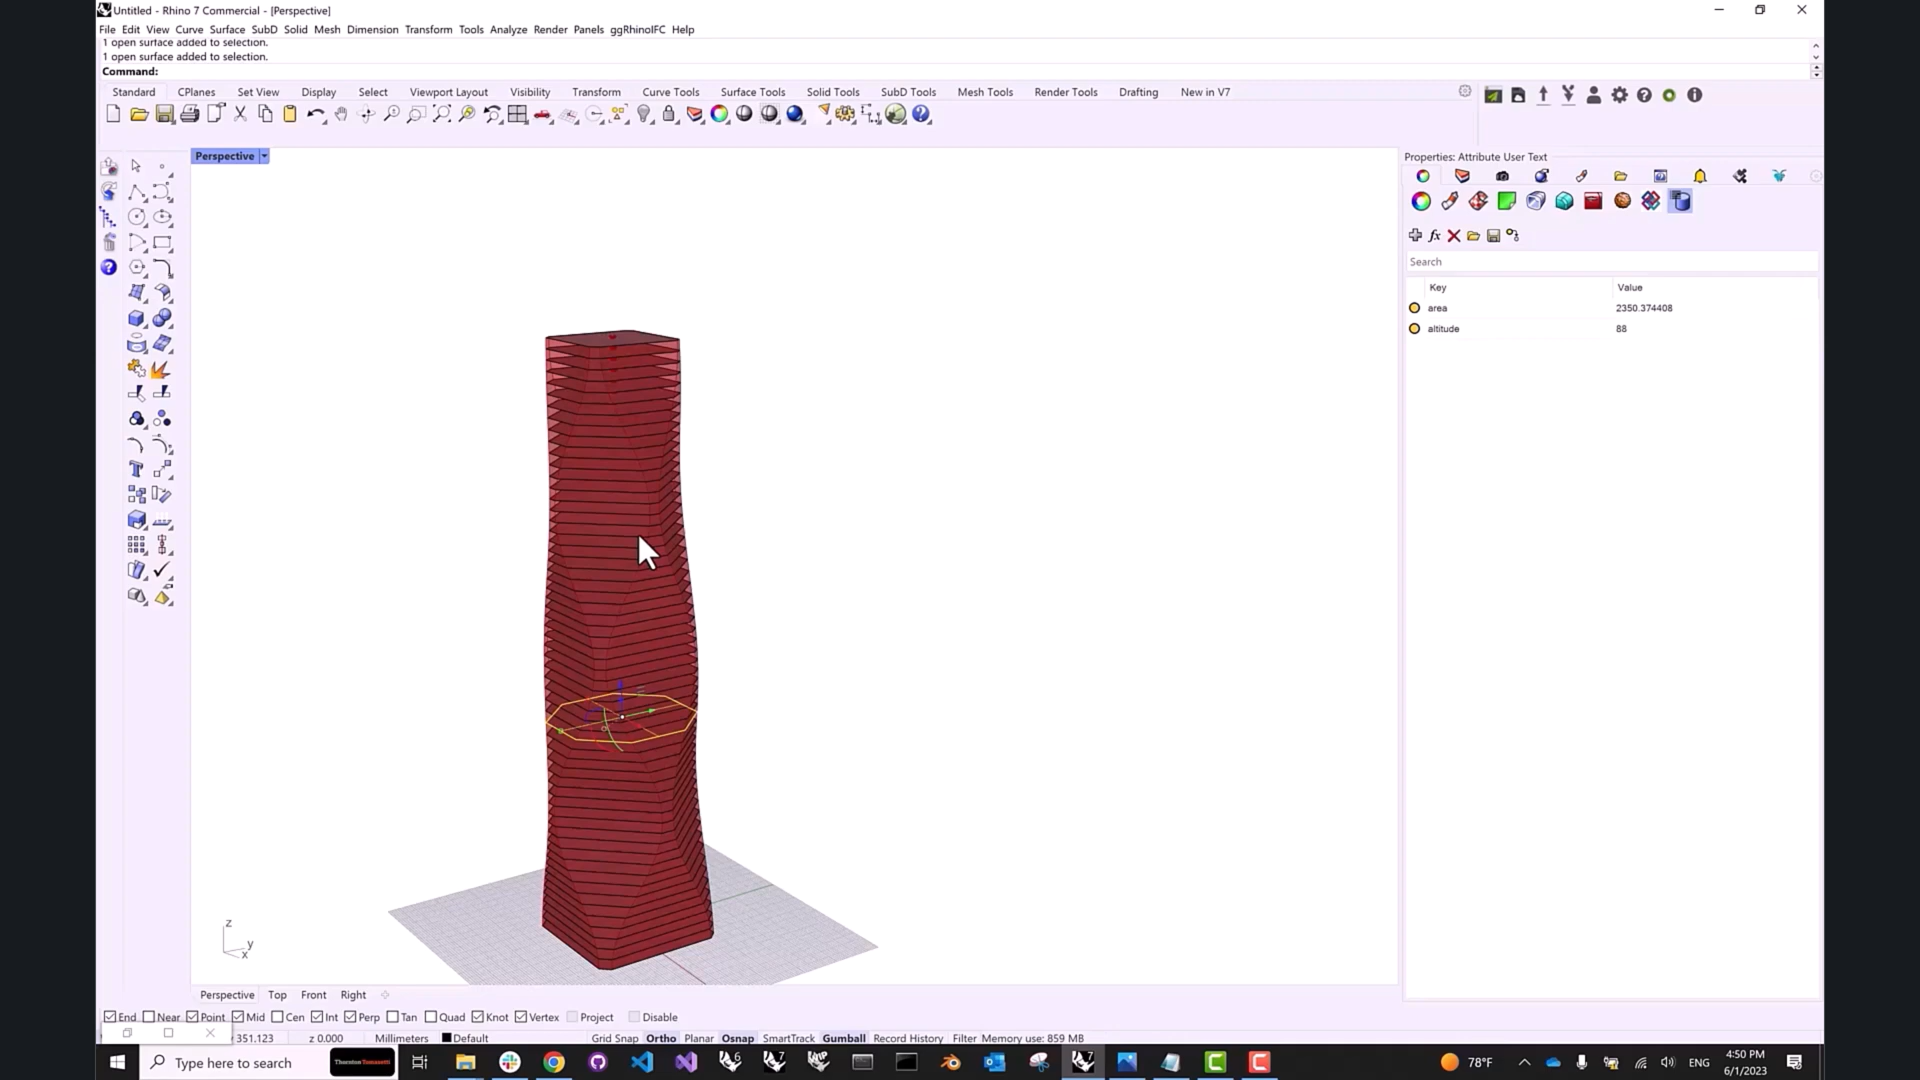 Untitled - Rhino 7 Commercial - [Perspective]
File Edit View Curve Surface SubD Solid Mesh Dimension Transform Tools Analyze Render Panels ggRhinoIFC Help
1 open surface added to selection.
1 open surface added to selection.
Command:
Standard CPlanes Set View Display Select Viewport Layout Visibility Transform Curve Tools Surface Tools Solid Tools SubD Tools Mesh Tools Render Tools Drafting New in V7
Perspective
Properties: Attribute User Text
fx
Search
Key Value
area 2350.374408
altitude 88
z
y
x
Perspective Top Front Right
End Near Point Mid Cen Int Perp Tan Quad Knot Vertex Project Disable
351.123 z 0.000 Millimeters Default Grid Snap Ortho Planar Osnap SmartTrack Gumball Record History Filter Memory use: 859 MB
Type here to search
Thornton Tomasetti
78°F
ENG
4:50 PM
6/1/2023